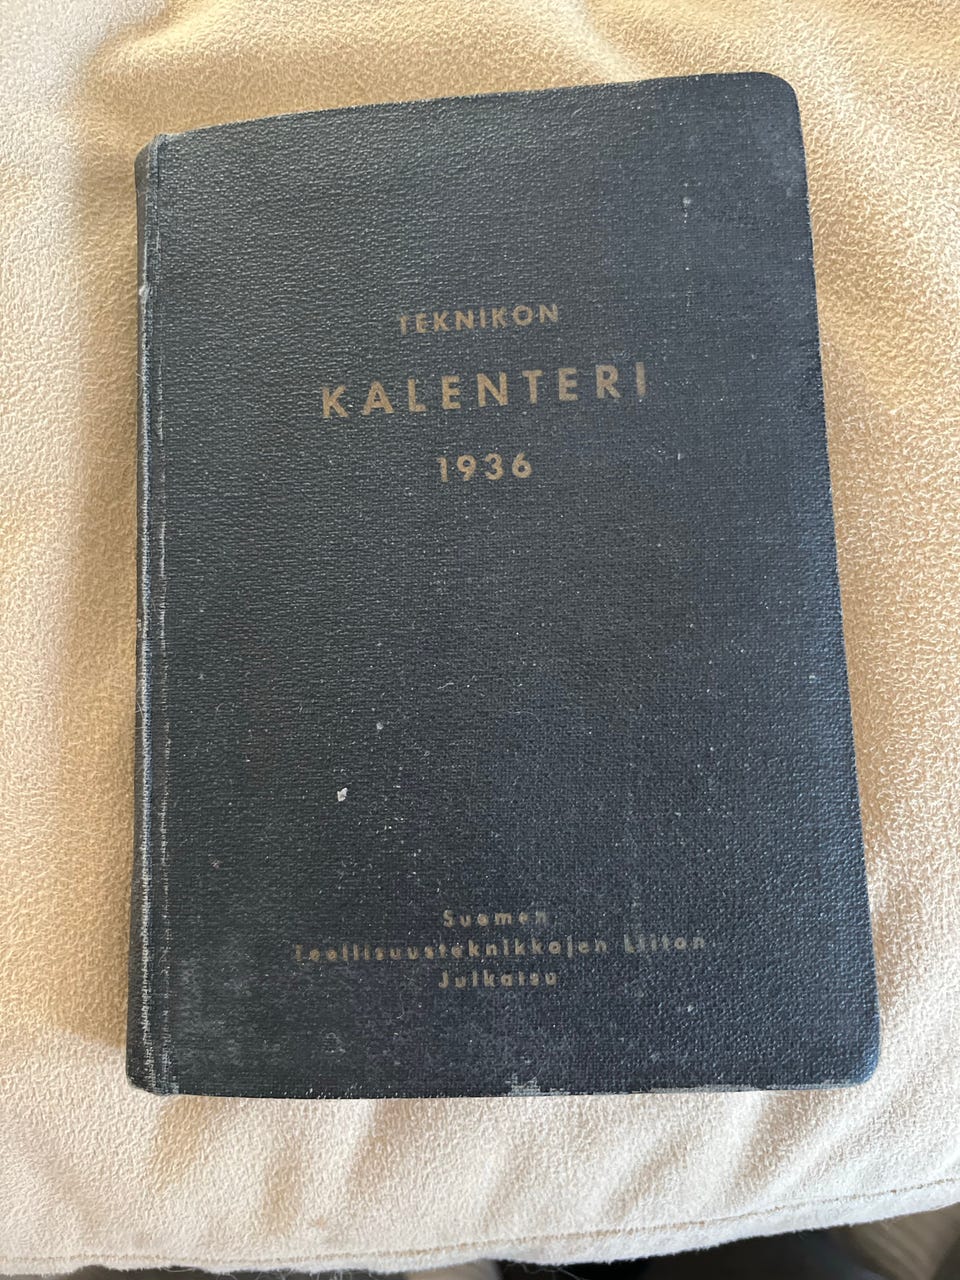 TEKNIKON
KALENTERI
1936
Suomen
Teollisuusteknikkojen Liiton
Julkaisu